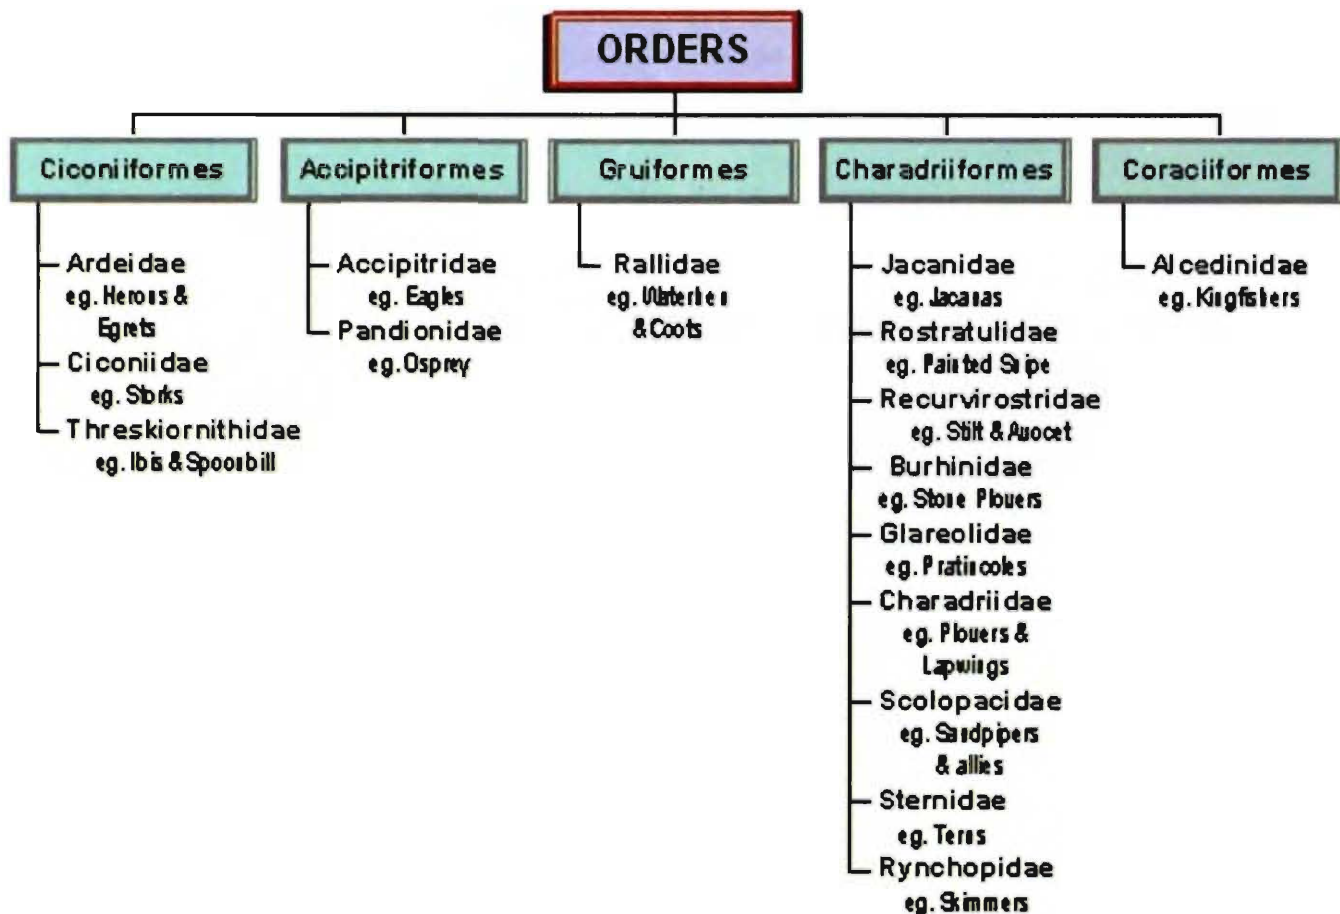 ORDERS
Ciconiiformes
Ardeidae
eg. Herons &
Egrets
Ciconiidae
eg. Storks
Threskiornithidae
eg. Ibis & Spoonbill
Accipitriformes
Accipitridae
eg. Eagles
Pandionidae
eg. Osprey
Gruiformes
Rallidae
eg. Waterhen
& Coots
Charadriiformes
Jacanidae
eg. Jacanas
Rostratulidae
eg. Painted Snipe
Recurvirostridae
eg. Stilt & Avocet
Burhinidae
eg. Stone Plovers
Glareolidae
eg. Pratincoles
Charadriidae
eg. Plovers &
Lapwings
Scolopacidae
eg. Sandpipers
& allies
Sternidae
eg. Terns
Rynchopidae
eg. Skimmers
Coraciiformes
Alcedinidae
eg. Kingfishers